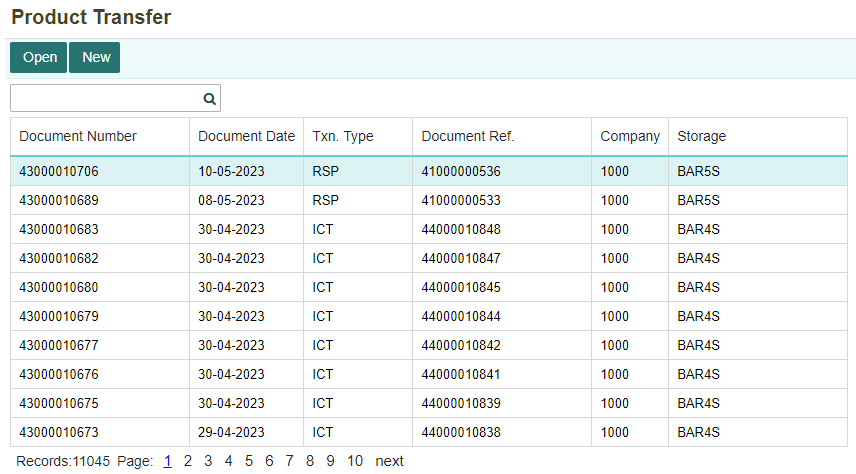 Product Transfer
Open New
Document Number Document Date Txn. Type Document Ref. Company Storage
43000010706 10-05-2023 RSP 41000000536 1000 BAR5S
43000010689 08-05-2023 RSP 41000000533 1000 BAR5S
43000010683 30-04-2023 ICT 44000010848 1000 BAR4S
43000010682 30-04-2023 ICT 44000010847 1000 BAR4S
43000010680 30-04-2023 ICT 44000010845 1000 BAR4S
43000010679 30-04-2023 ICT 44000010844 1000 BAR4S
43000010677 30-04-2023 ICT 44000010842 1000 BAR4S
43000010676 30-04-2023 ICT 44000010841 1000 BAR4S
43000010675 30-04-2023 ICT 44000010839 1000 BAR4S
43000010673 29-04-2023 ICT 44000010838 1000 BAR4S
Records:11045 Page: 1 2 3 4 5 6 7 8 9 10 next